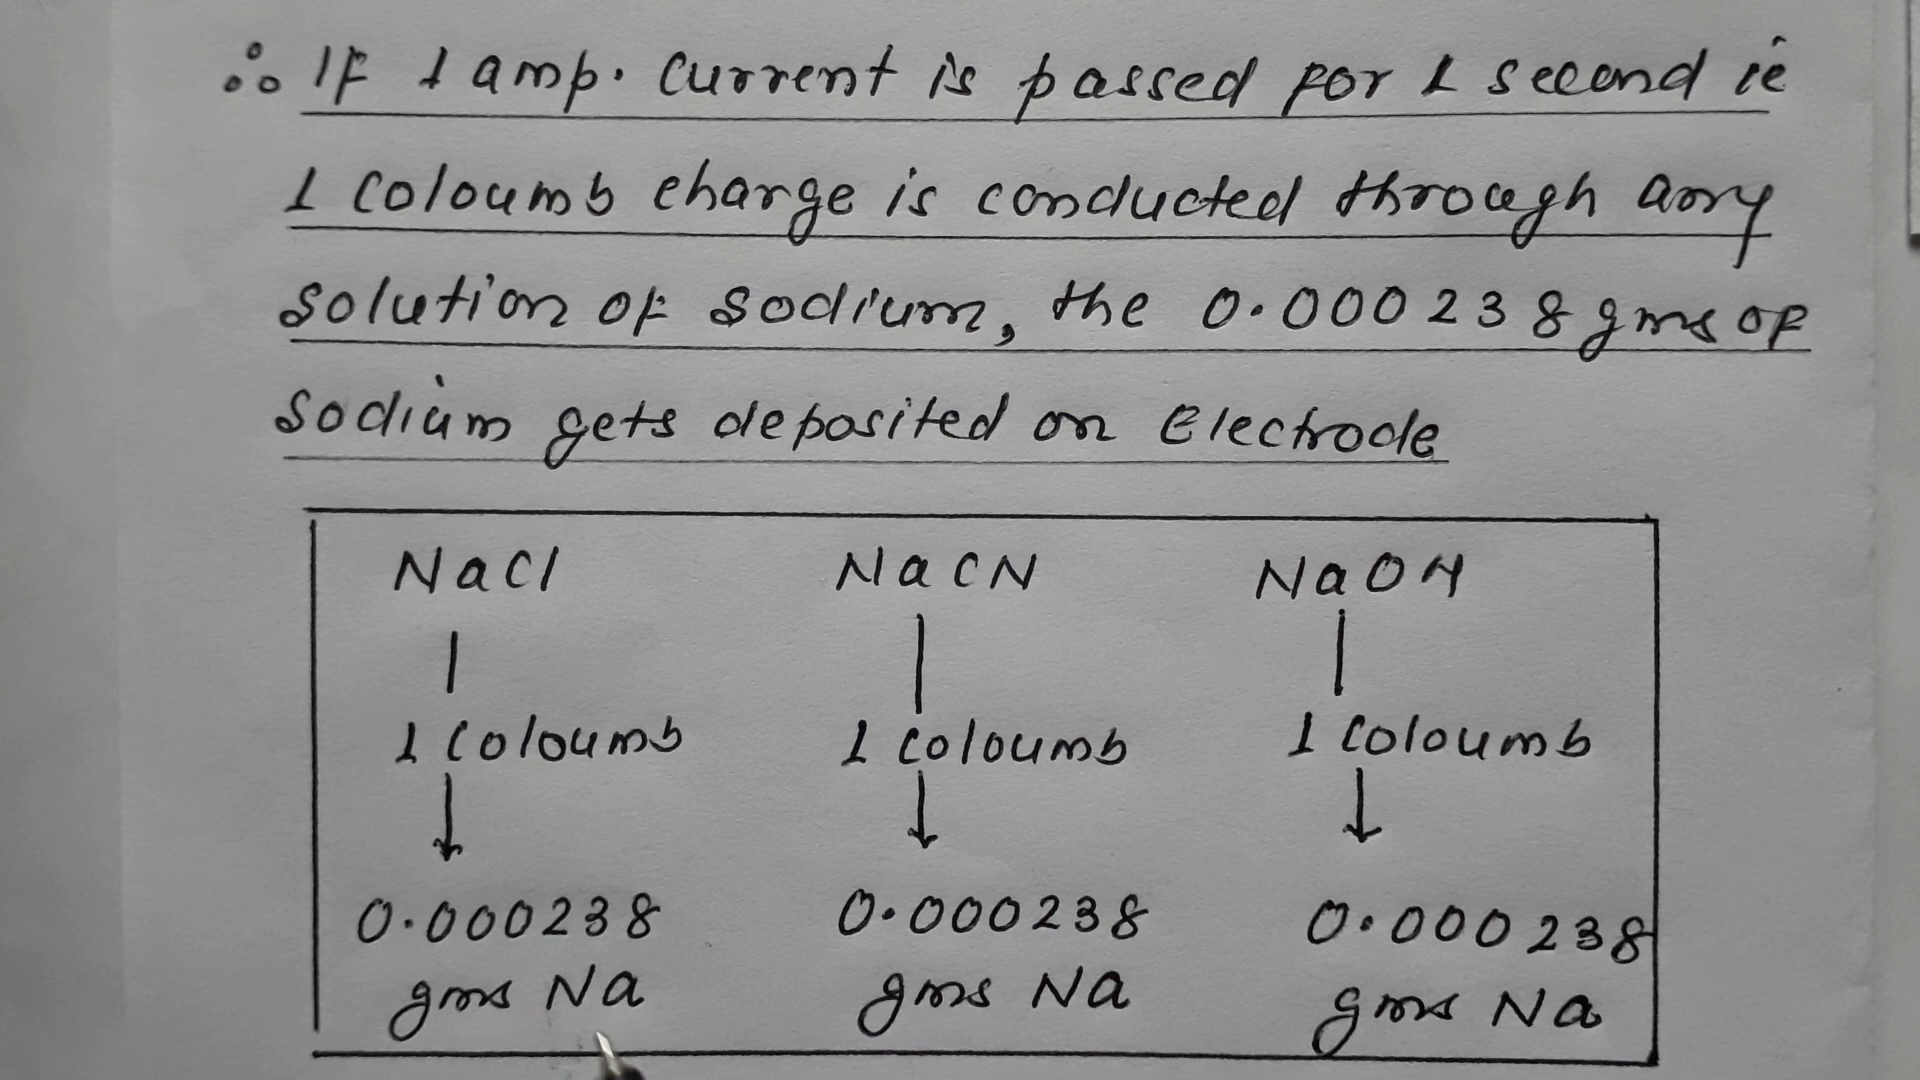 ∴ If 1 amp. current is passed for 1 second ie
1 Coloumb charge is conducted through any
solution of sodium, the 0.000238 gms of
sodium gets deposited on Electrode
NaCl NaCN NaOH
1 Coloumb 1 Coloumb 1 Coloumb
0.000238 0.000238 0.000238
gms Na gms Na gms Na